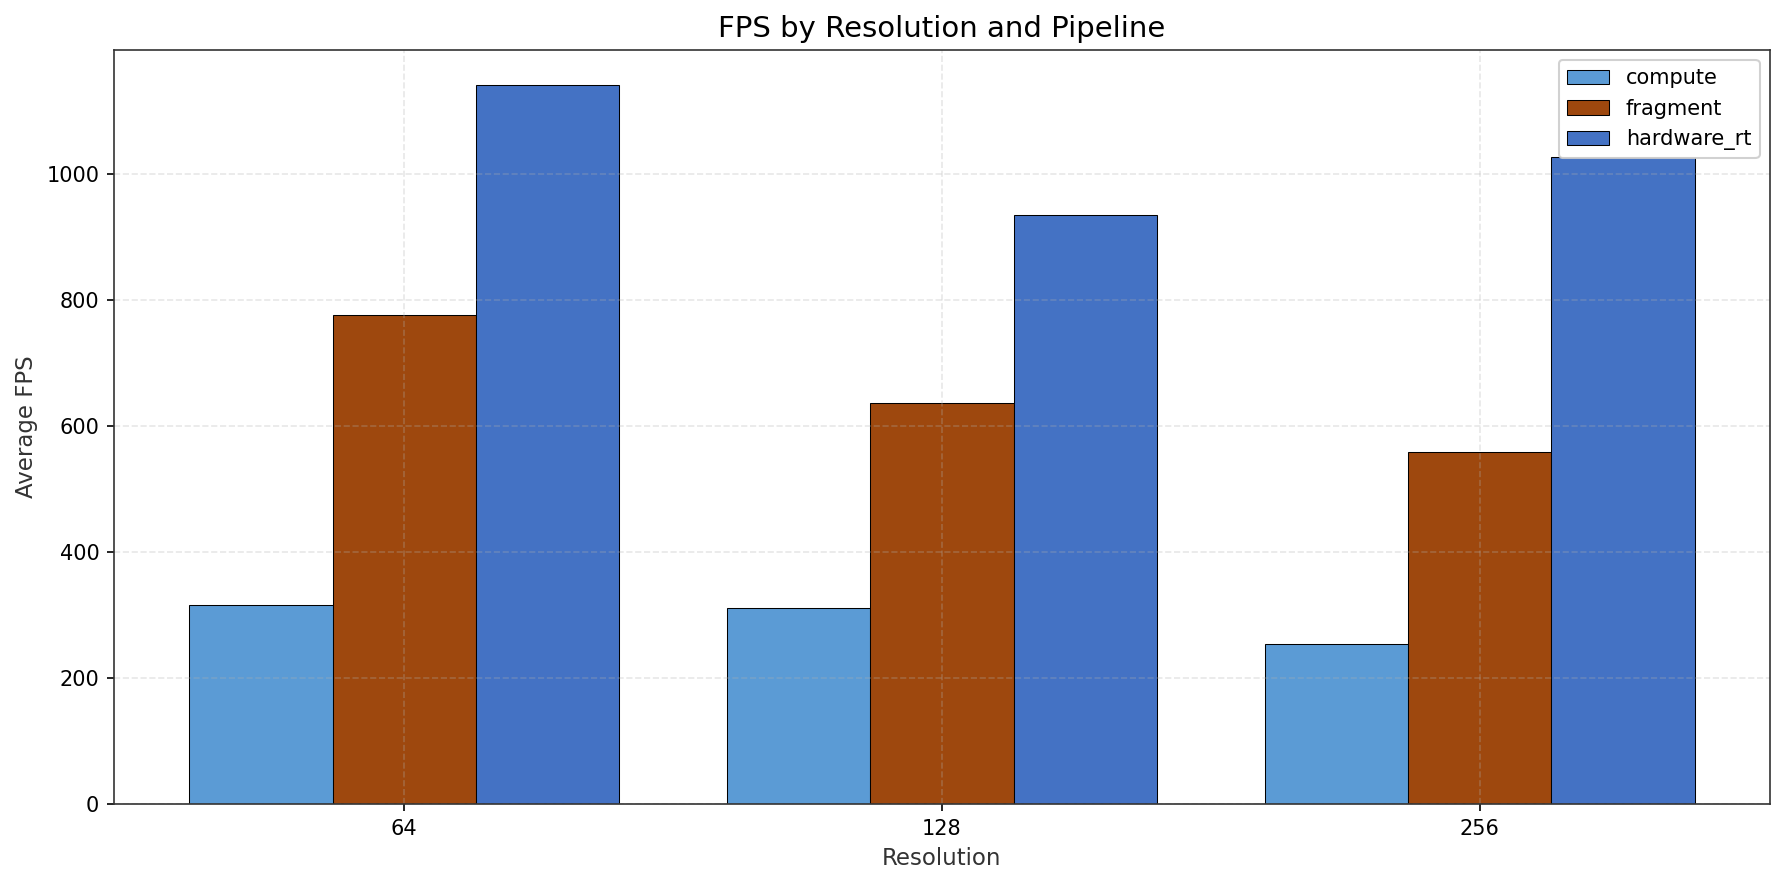 FPS by Resolution and Pipeline
compute
fragment
hardware_rt
1000
800
600
400
200
0
Average FPS
64
128
256
Resolution